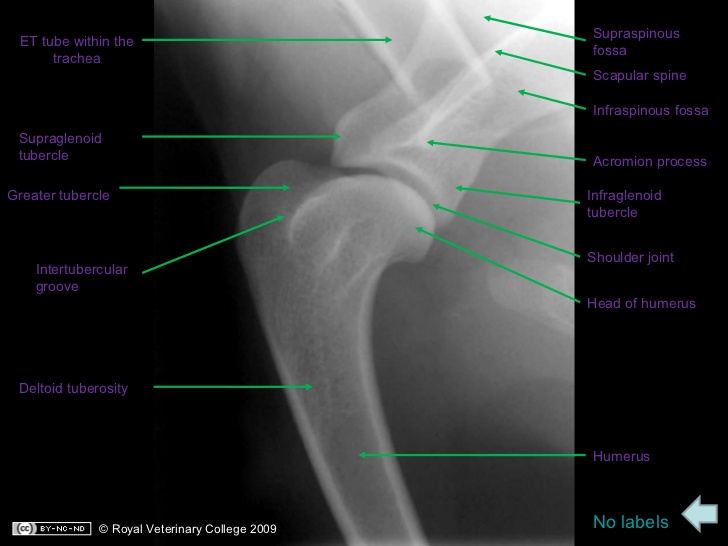 ET tube within the
trachea
Supraglenoid
tubercle
Greater tubercle
Intertubercular
groove
Deltoid tuberosity
Supraspinous
fossa
Scapular spine
Infraspinous fossa
Acromion process
Infraglenoid
tubercle
Shoulder joint
Head of humerus
Humerus
No labels
cc BY-NC-ND © Royal Veterinary College 2009